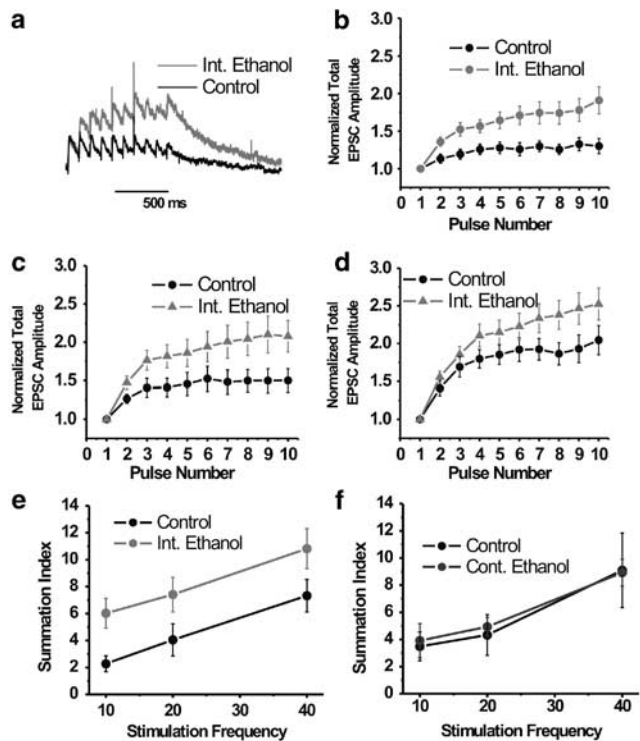 a
Int. Ethanol
Control
500 ms
b
Normalized Total
EPSC Amplitude
3.0
2.5
2.0
1.5
1.0
Control
Int. Ethanol
0 1 2 3 4 5 6 7 8 9 10
Pulse Number
c
Normalized Total
EPSC Amplitude
3.0
2.5
2.0
1.5
1.0
Control
Int. Ethanol
0 1 2 3 4 5 6 7 8 9 10
Pulse Number
d
Normalized Total
EPSC Amplitude
3.0
2.5
2.0
1.5
1.0
Control
Int. Ethanol
0 1 2 3 4 5 6 7 8 9 10
Pulse Number
e
Summation Index
14
12
10
8
6
4
2
0
Control
Int. Ethanol
10 20 30 40
Stimulation Frequency
f
Summation Index
14
12
10
8
6
4
2
0
Control
Cont. Ethanol
10 20 30 40
Stimulation Frequency